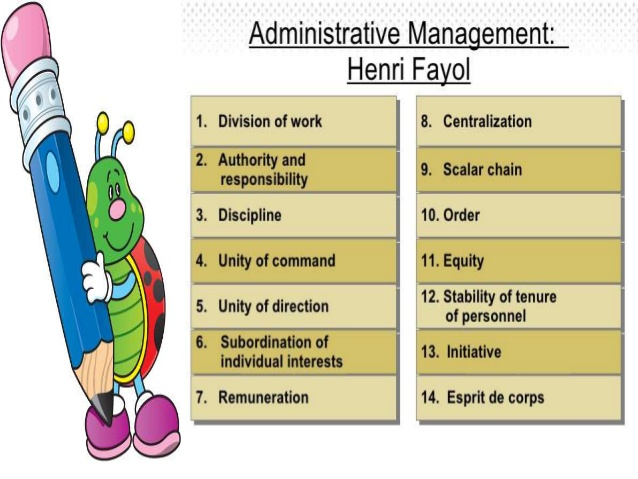 Administrative Management:
Henri Fayol
1. Division of work
2. Authority and
responsibility
3. Discipline
4. Unity of command
5. Unity of direction
6. Subordination of
individual interests
7. Remuneration
8. Centralization
9. Scalar chain
10. Order
11. Equity
12. Stability of tenure
of personnel
13. Initiative
14. Esprit de corps